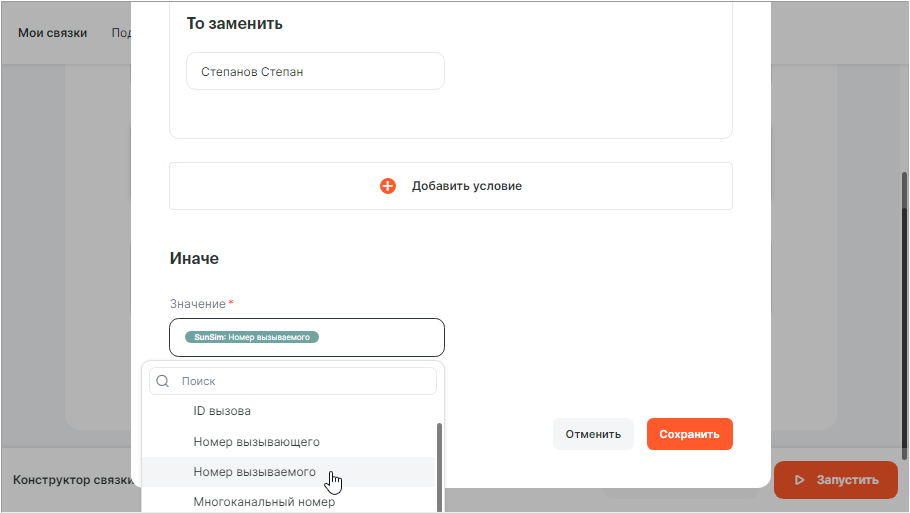 То заменить
Мои связки
Под
Степанов Степан
Добавить условие
Иначе
Значение *
SunSim: Номер вызываемого
Поиск
ID вызова
Номер вызывающего
Номер вызываемого
Многоканальный номер
Отменить
Сохранить
Конструктор связки
Запустить